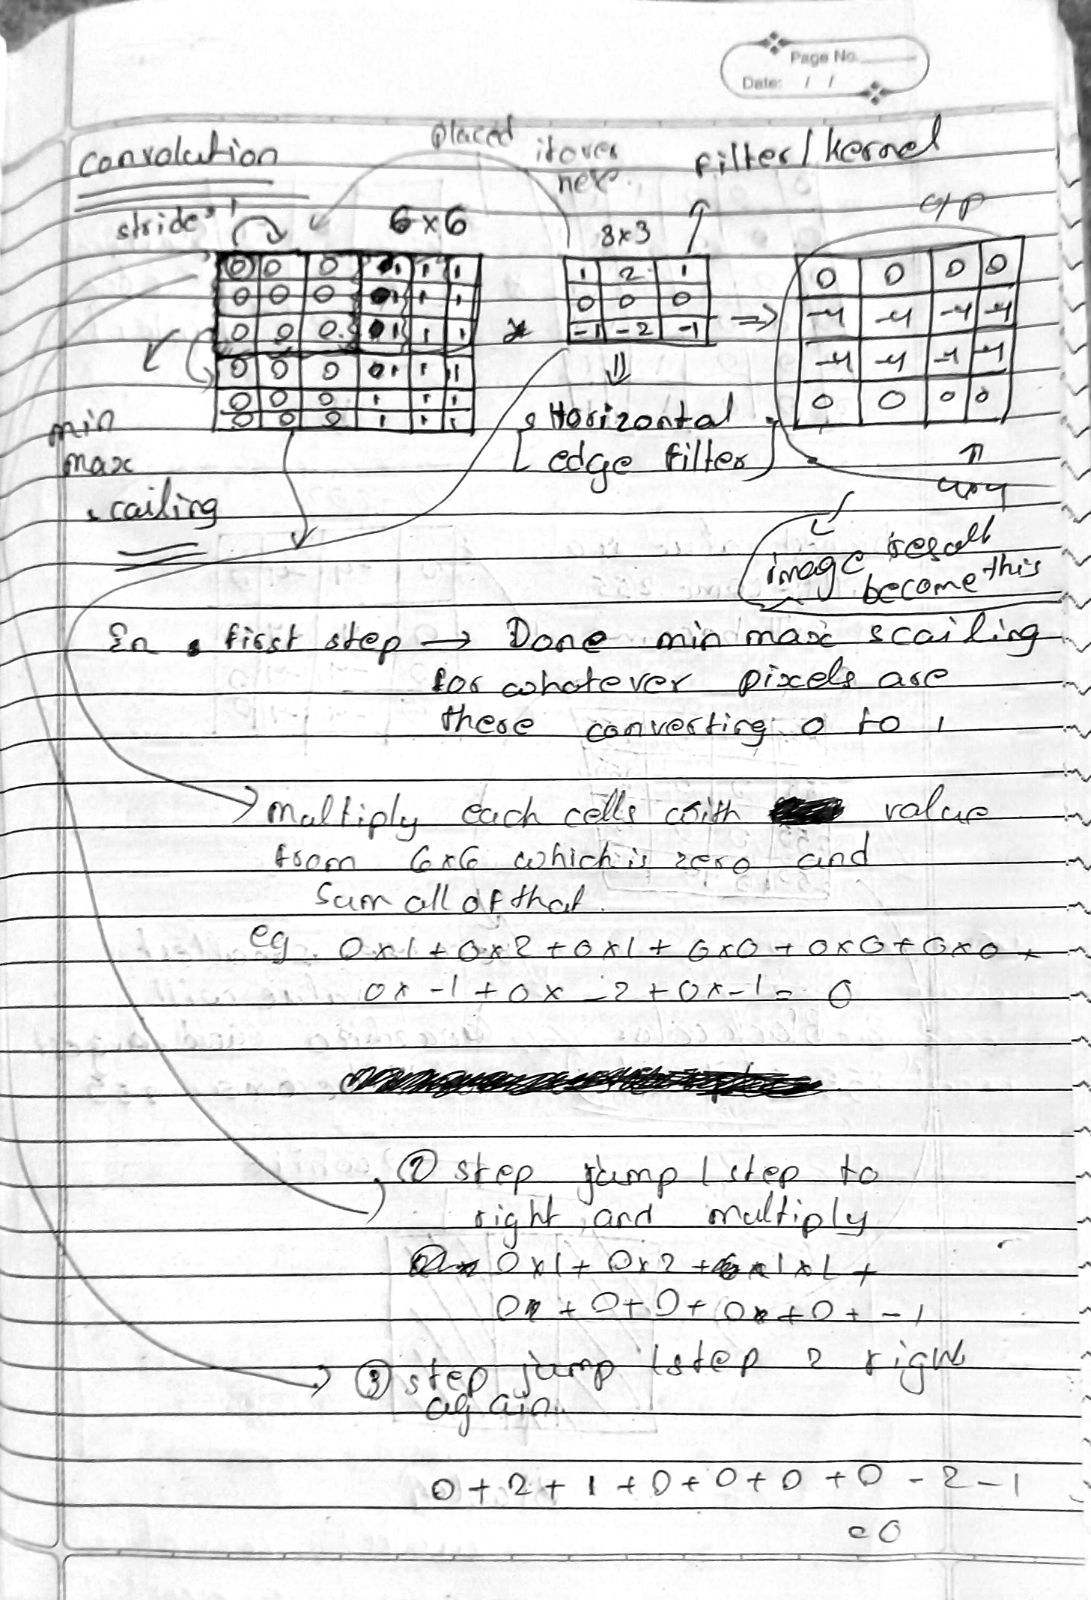 Page No.
Date: / /
convolution
placed it over here.
filter/kernel
stride 1
6x6
3x3
o/p
0 0 0 1 1 1
0 0 0 1 1 1
0 0 0 1 1 1
0 0 0 1 1 1
0 0 0 1 1 1
0 0 0 1 1 1
*
1 2 1
0 0 0
-1 -2 -1
⇒
0 0 0 0
-4 -4 -4 -4
-4 -4 -4 -4
0 0 0 0
Horizontal
edge filter
4x4
min
max
scailing
image result
become this
In first step → Done min max scailing
for whatever pixels are
there converting 0 to 1
multiply each cells with value
from 6x6 which is zero and
sum all of that.
eg. 0x1+0x2+0x1+0x0+0x0+0x0+
0x-1+0x-2+0x-1= 0
② step jump 1 step to
right and multiply
0x1+0x2+1x1+
0+0+0+0+0+-1
③ step jump 1step 2 right
again.
0+2+1+0+0+0+0-2-1
=0